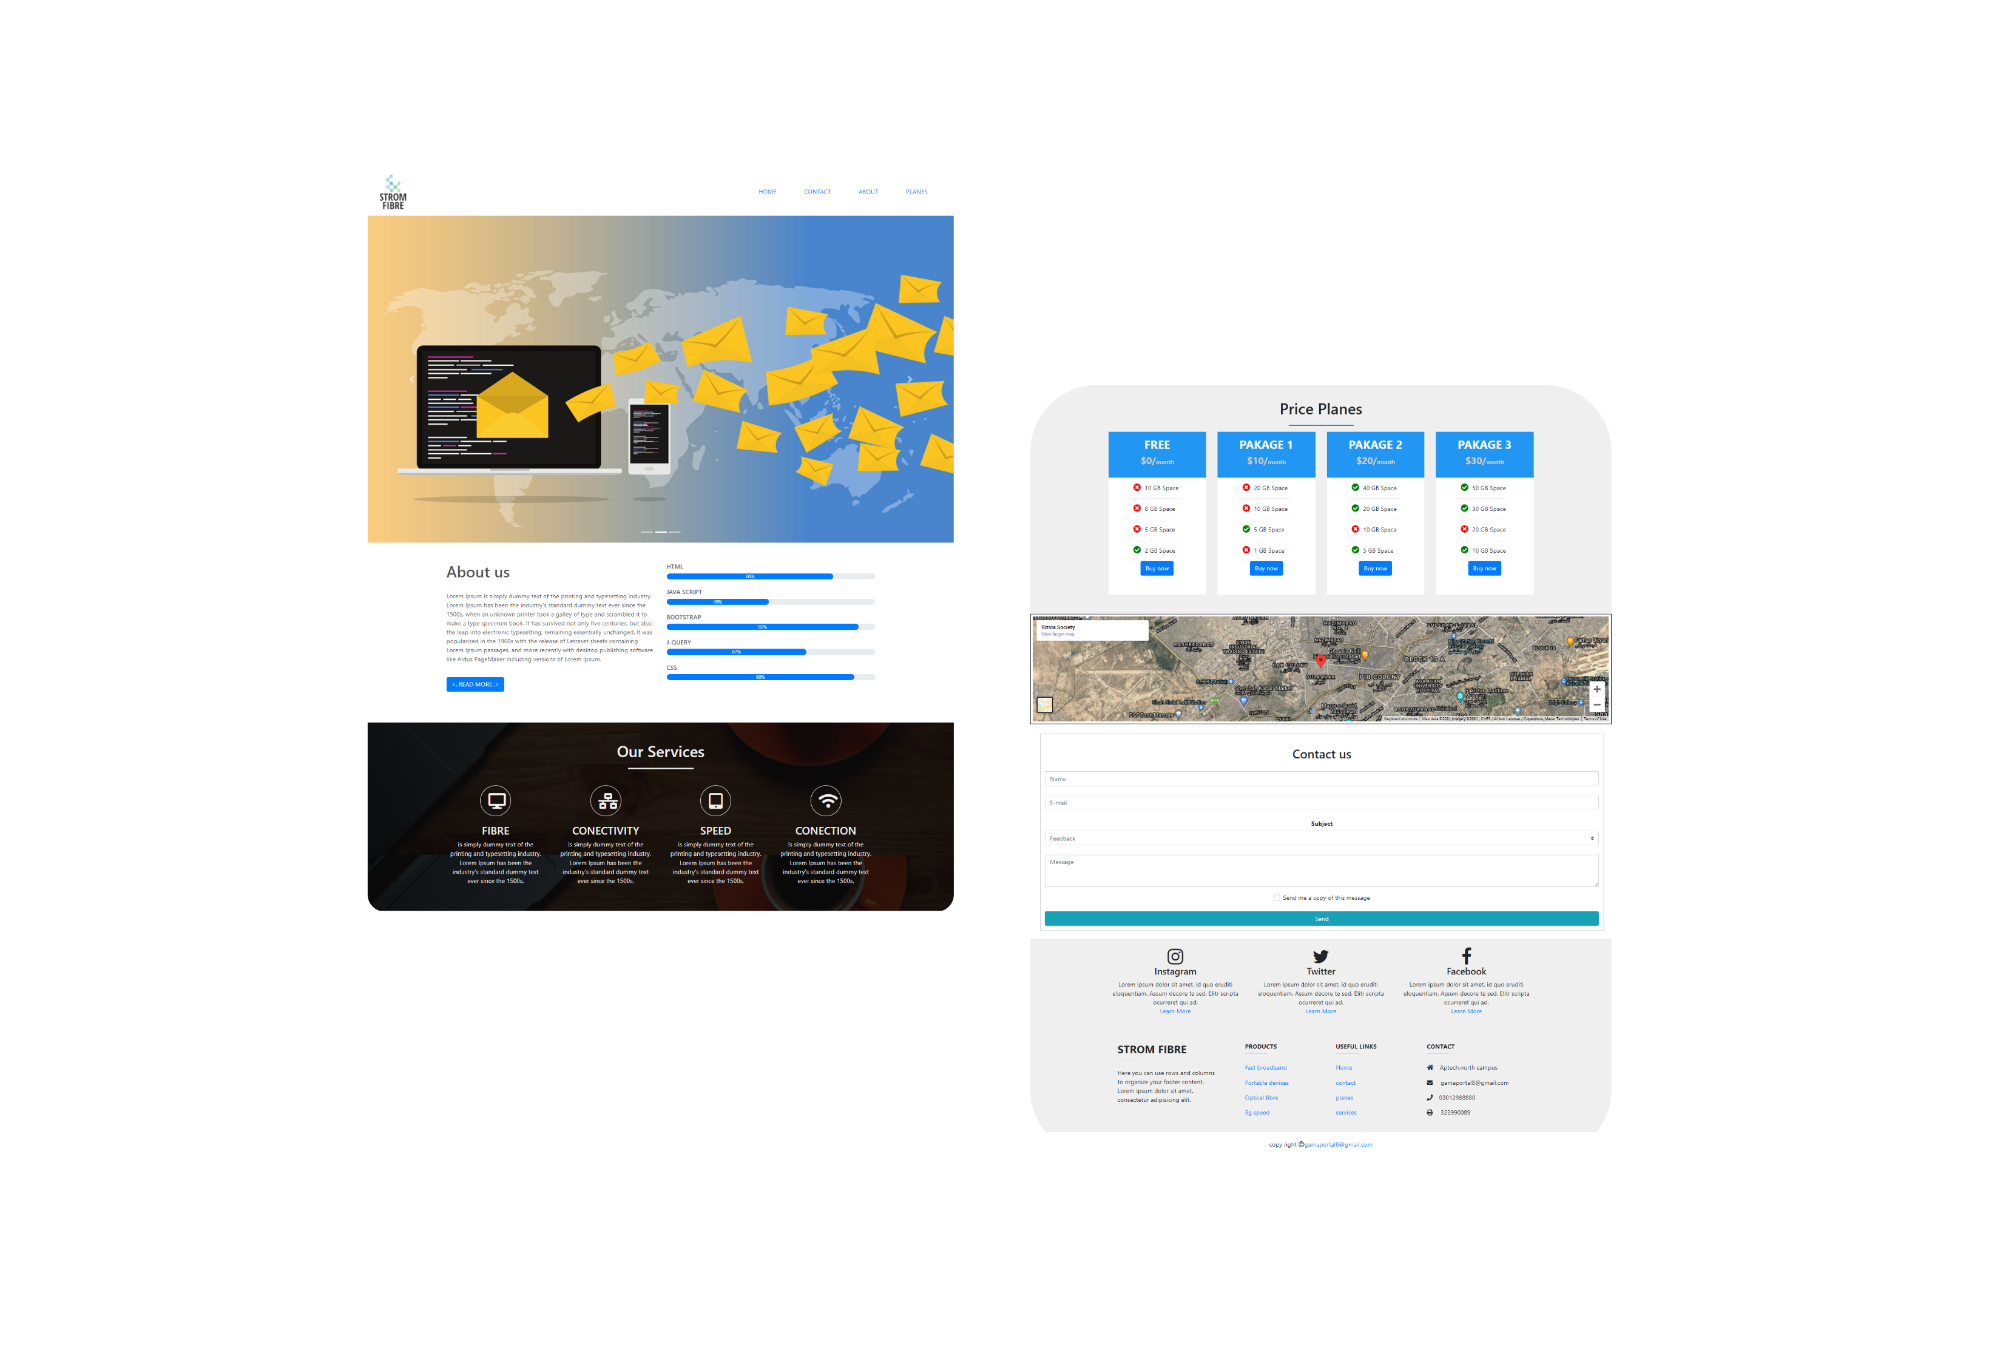 STROM
FIBRE
HOME CONTACT ABOUT PLANES
About us
Lorem Ipsum is simply dummy text of the printing and typesetting industry.
Lorem Ipsum has been the industry's standard dummy text ever since the
1500s, when an unknown printer took a galley of type and scrambled it to
make a type specimen book. It has survived not only five centuries, but also
the leap into electronic typesetting, remaining essentially unchanged. It was
popularised in the 1960s with the release of Letraset sheets containing
Lorem Ipsum passages, and more recently with desktop publishing software
like Aldus PageMaker including versions of Lorem Ipsum.
HTML
JAVA SCRIPT
49%
BOOTSTRAP
92%
J-QUERY
67%
CSS
90%
Our Services
FIBRE
is simply dummy text of the
printing and typesetting industry.
Lorem Ipsum has been the
industry's standard dummy text
ever since the 1500s,
CONECTIVITY
is simply dummy text of the
printing and typesetting industry.
Lorem Ipsum has been the
industry's standard dummy text
ever since the 1500s,
SPEED
is simply dummy text of the
printing and typesetting industry.
Lorem Ipsum has been the
industry's standard dummy text
ever since the 1500s,
CONECTION
is simply dummy text of the
printing and typesetting industry.
Lorem Ipsum has been the
industry's standard dummy text
ever since the 1500s,
Price Planes
FREE
$0/month
10 GB Space
8 GB Space
5 GB Space
2 GB Space
Buy now
PAKAGE 1
$10/month
20 GB Space
10 GB Space
5 GB Space
1 GB Space
Buy now
PAKAGE 2
$20/month
40 GB Space
20 GB Space
10 GB Space
5 GB Space
Buy now
PAKAGE 3
$30/month
50 GB Space
30 GB Space
20 GB Space
10 GB Space
Buy now
Rizvia Society
View larger map
PIB COLONY
Contact us
Name
E-mail
Subject
Feedback
Message
Send me a copy of this message
Send
Instagram
Lorem ipsum dolor sit amet, id quo eruditi
eloquentiam. Assum decore te sed. Elitr scripta
ocurreret qui ad.
Learn More
Twitter
Lorem ipsum dolor sit amet, id quo eruditi
eloquentiam. Assum decore te sed. Elitr scripta
ocurreret qui ad.
Learn More
Facebook
Lorem ipsum dolor sit amet, id quo eruditi
eloquentiam. Assum decore te sed. Elitr scripta
ocurreret qui ad.
Learn More
STROM FIBRE
Here you can use rows and columns
to organize your footer content.
Lorem ipsum dolor sit amet,
consectetur adipisicing elit.
PRODUCTS
Fast broadband
Portable devices
Optical fibre
5g speed
USEFUL LINKS
Home
contact
planes
services
CONTACT
Aptech north campus
gamaportal8@gmail.com
03012988880
323990089
copy right ©gamaportal8@gmail.com